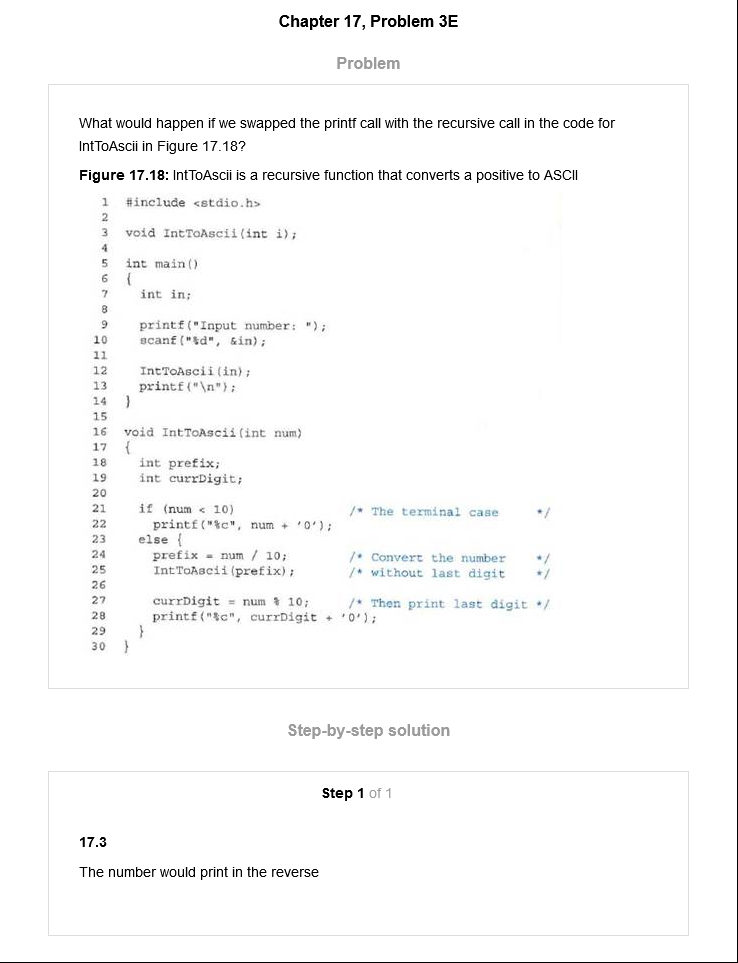 Chapter 17, Problem 3E
Problem
What would happen if we swapped the printf call with the recursive call in the code for
IntToAscii in Figure 17.18?
Figure 17.18: IntToAscii is a recursive function that converts a positive to ASCII
1 #include <stdio.h>
2
3 void IntToAscii(int i);
4
5 int main()
6 {
7 int in;
8
9 printf("Input number: ");
10 scanf("%d", &in);
11
12 IntToAscii(in);
13 printf("\n");
14 }
15
16 void IntToAscii(int num)
17 {
18 int prefix;
19 int currDigit;
20
21 if (num < 10) /* The terminal case */
22 printf("%c", num + '0');
23 else {
24 prefix = num / 10; /* Convert the number */
25 IntToAscii(prefix); /* without last digit */
26
27 currDigit = num % 10; /* Then print last digit */
28 printf("%c", currDigit + '0');
29 }
30 }
Step-by-step solution
Step 1 of 1
17.3
The number would print in the reverse